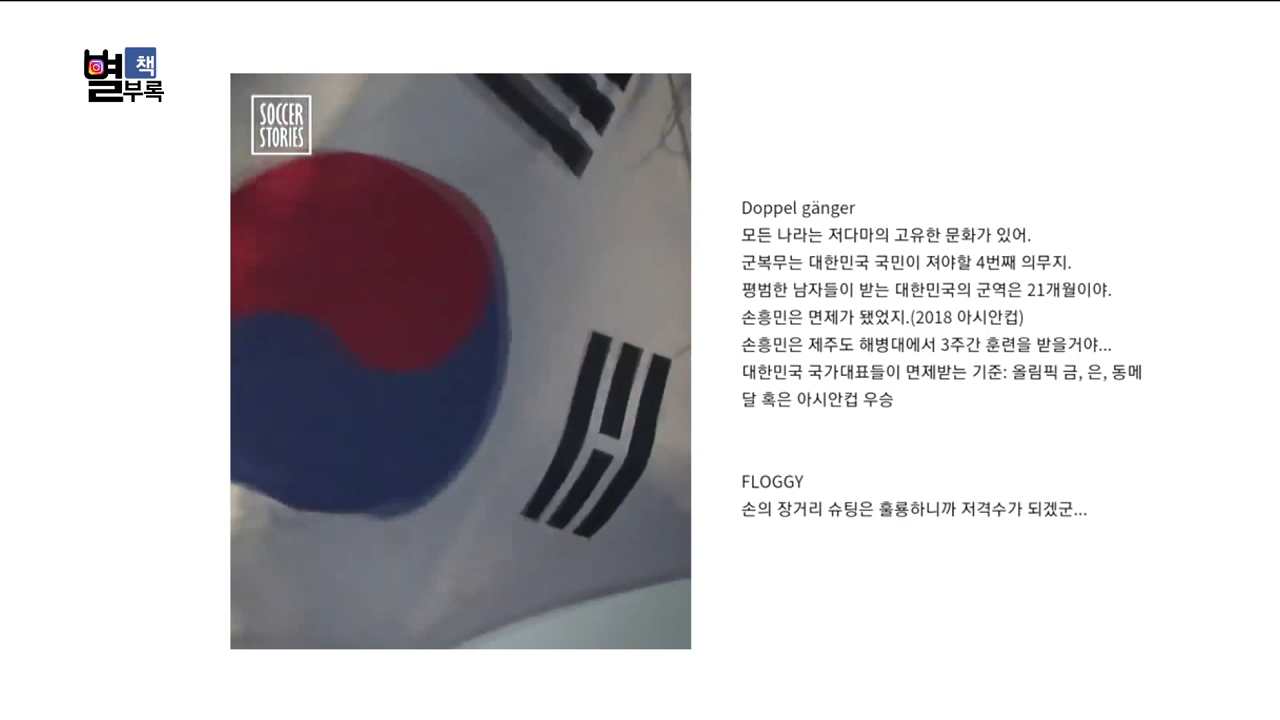 별책부록
SOCCER
STORIES
Doppel gänger
모든 나라는 저다마의 고유한 문화가 있어.
군복무는 대한민국 국민이 져야할 4번째 의무지.
평범한 남자들이 받는 대한민국의 군역은 21개월이야.
손흥민은 면제가 됐었지.(2018 아시안컵)
손흥민은 제주도 해병대에서 3주간 훈련을 받을거야...
대한민국 국가대표들이 면제받는 기준: 올림픽 금, 은, 동메
달 혹은 아시안컵 우승
FLOGGY
손의 장거리 슈팅은 훌륭하니까 저격수가 되겠군...